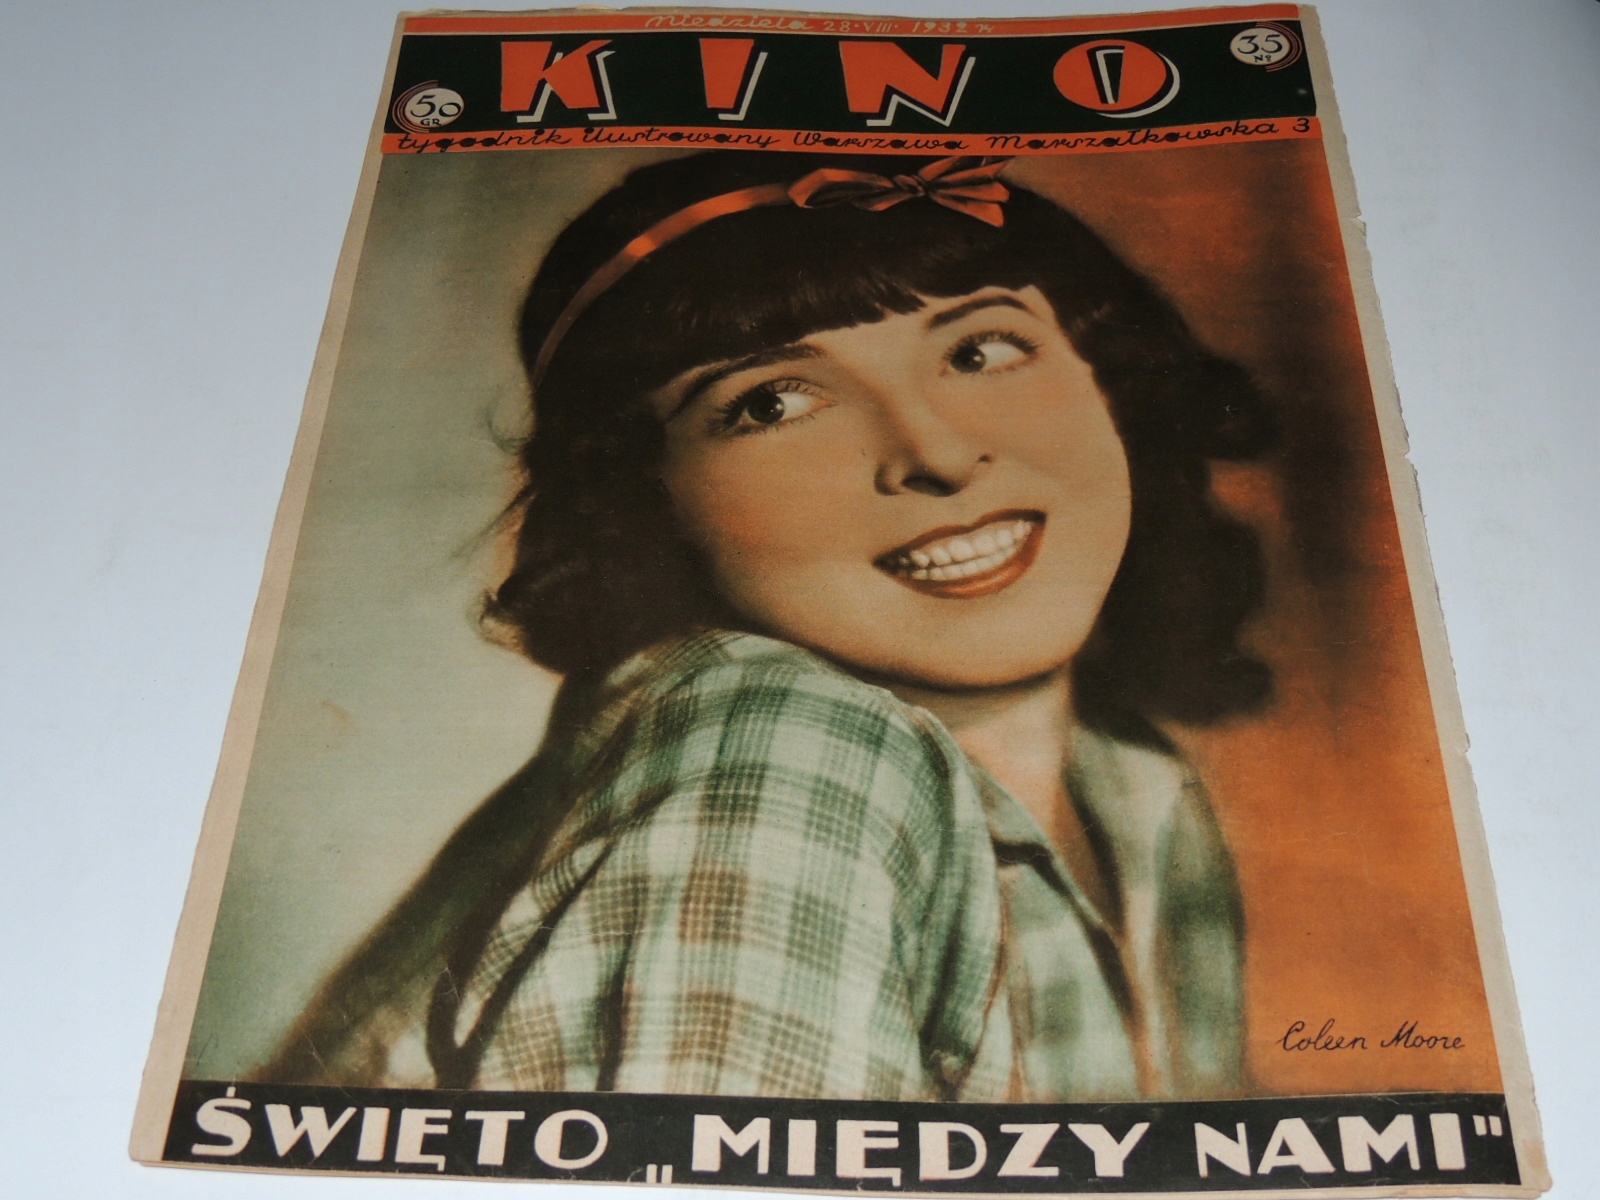 niedziela 28·VIII·1932 r
KINO
35
No
50
GR
tygodnik ilustrowany Warszawa Marszałkowska 3
Coleen Moore
ŚWIĘTO „MIĘDZY NAMI"